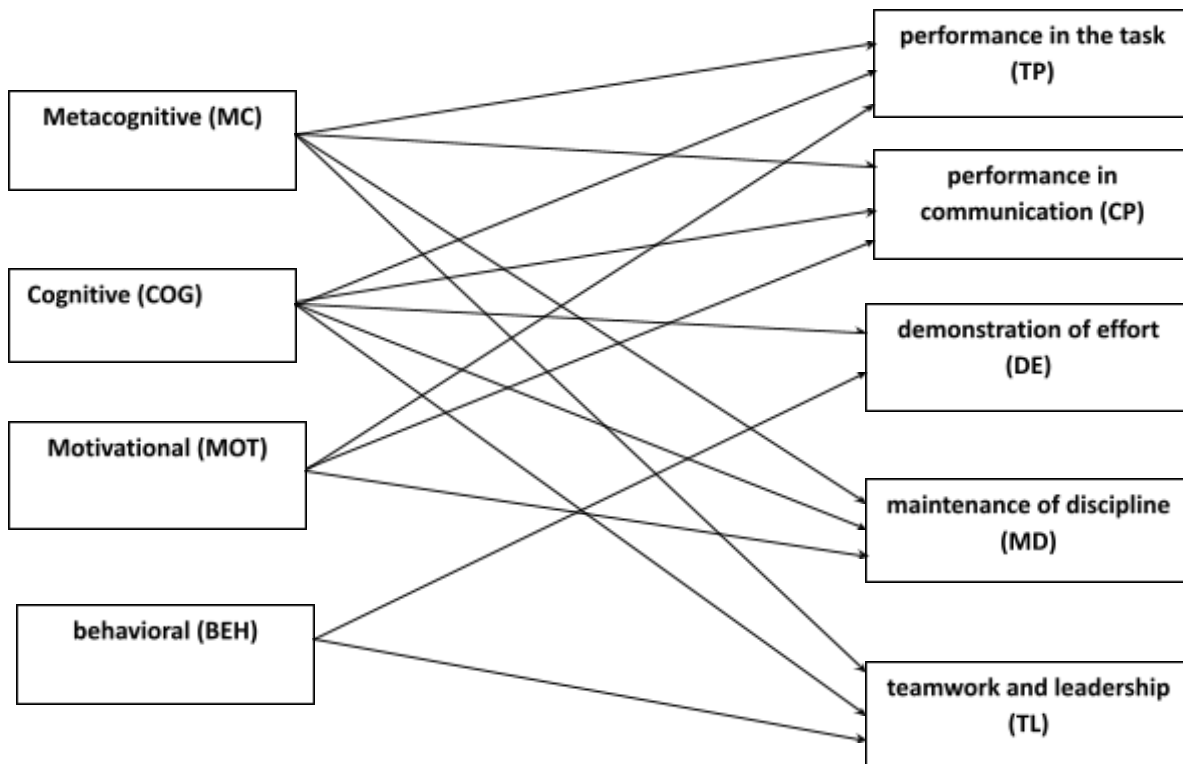 Metacognitive (MC)
Cognitive (COG)
Motivational (MOT)
behavioral (BEH)
performance in the task
(TP)
performance in
communication (CP)
demonstration of effort
(DE)
maintenance of discipline
(MD)
teamwork and leadership
(TL)